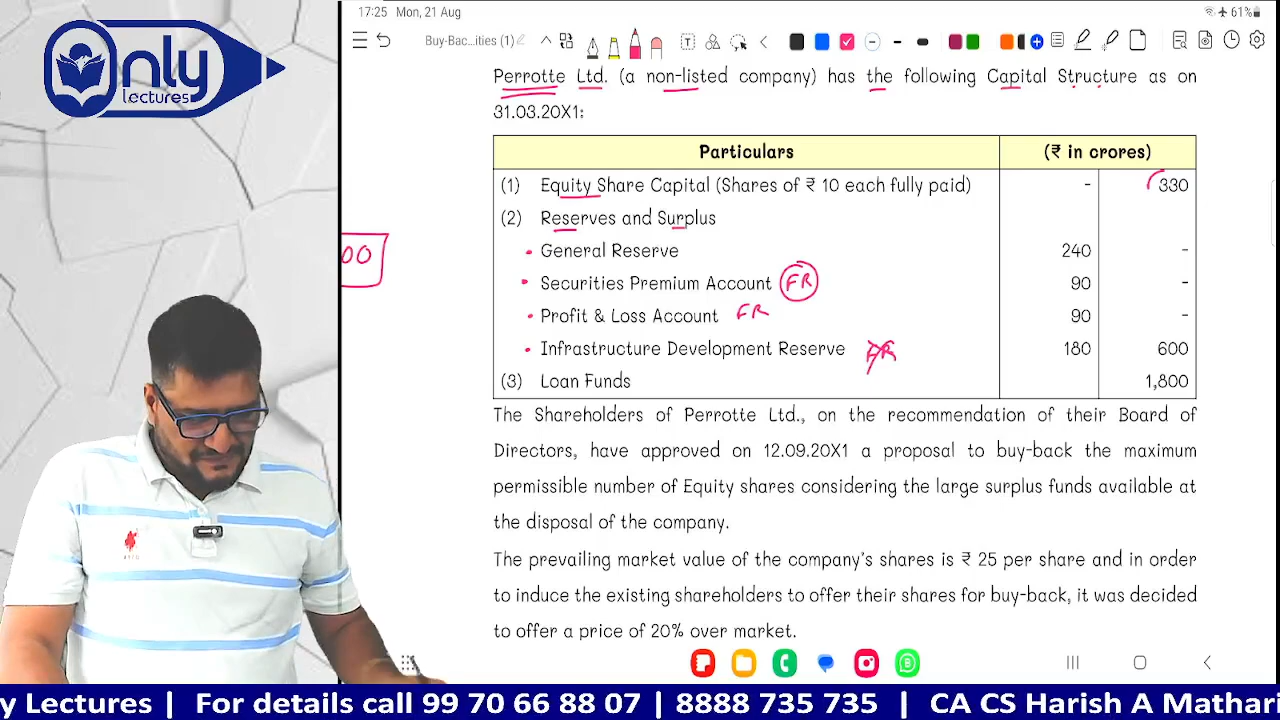 17:25 Mon, 21 Aug
61%
Buy-Bac...ities (1)
Only
lectures
Perrotte Ltd. (a non-listed company) has the following Capital Structure as on
31.03.20X1:
Particulars (₹ in crores)
(1) Equity Share Capital (Shares of ₹ 10 each fully paid) - 330
(2) Reserves and Surplus
• General Reserve 240 -
00
• Securities Premium Account FR 90 -
• Profit & Loss Account FR 90 -
• Infrastructure Development Reserve FR 180 600
(3) Loan Funds 1,800
The Shareholders of Perrotte Ltd., on the recommendation of their Board of
Directors, have approved on 12.09.20X1 a proposal to buy-back the maximum
permissible number of Equity shares considering the large surplus funds available at
the disposal of the company.
The prevailing market value of the company's shares is ₹ 25 per share and in order
to induce the existing shareholders to offer their shares for buy-back, it was decided
to offer a price of 20% over market.
y Lectures | For details call 99 70 66 88 07 | 8888 735 735 | CA CS Harish A Mathari